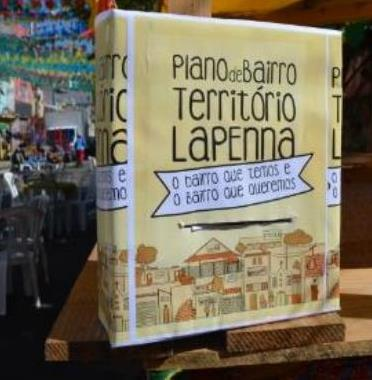 PLANO de BAIRRO
TERRITÓRIO
LAPENNA
O BAIRRO QUE TEMOS E
O BAIRRO QUE QUEREMOS